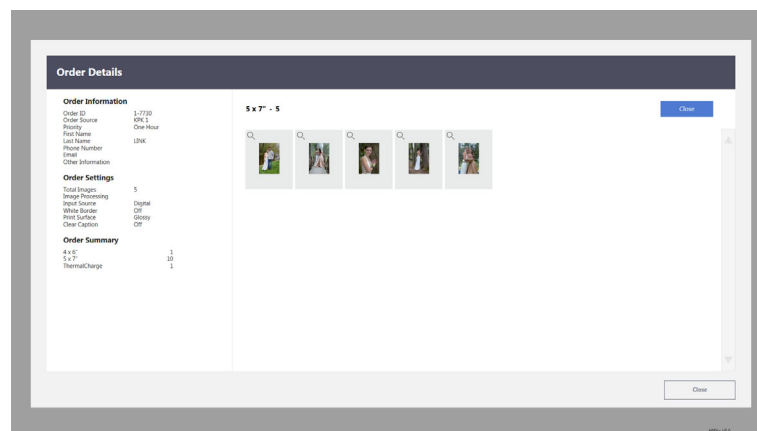 Order Details
Order Information
Order ID 1-7730
Order Source KPK 1
Priority One Hour
First Name
Last Name LINK
Phone Number
Email
Other Information
Order Settings
Total Images 5
Image Processing
Input Source Digital
White Border Off
Print Surface Glossy
Clear Caption Off
Order Summary
4 x 6" 1
5 x 7" 10
ThermalCharge 1
5 x 7" - 5
Close
Close